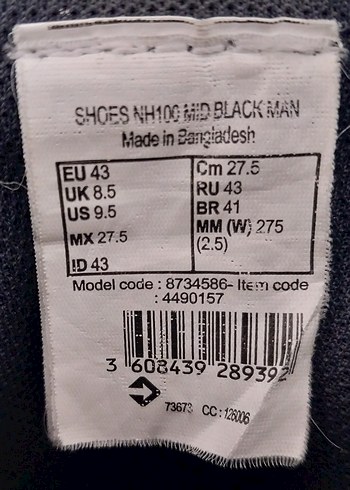 SHOES NH100 MID BLACK MAN
Made in Bangladesh
EU 43
UK 8.5
US 9.5
MX 27.5
ID 43
Cm 27.5
RU 43
BR 41
MM (W) 275
(2.5)
Model code : 8734586- Item code
: 4490157
3 608439 289392
73673 CC : 126006